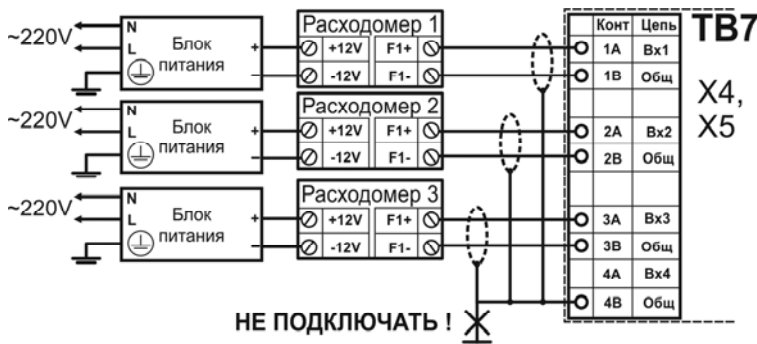 Расходомер 1
Конт Цепь
ТВ7
X4,
X5
~220V
N
L
Блок
питания
+
–
+12V F1+
-12V F1-
1A Вх1
1B Общ
Расходомер 2
~220V
N
L
Блок
питания
+
–
+12V F1+
-12V F1-
2A Вх2
2B Общ
Расходомер 3
~220V
N
L
Блок
питания
+
–
+12V F1+
-12V F1-
3A Вх3
3B Общ
4A Вх4
4B Общ
НЕ ПОДКЛЮЧАТЬ !